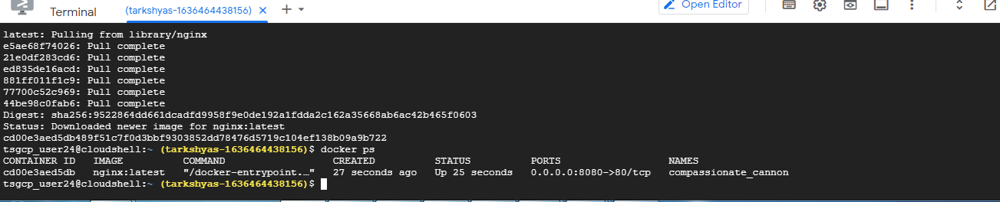 Terminal (tarkshyas-1636464438156) × + Open Editor
latest: Pulling from library/nginx
e5ae68f74026: Pull complete
21e0df283cd6: Pull complete
ed835de16acd: Pull complete
881ff011f1c9: Pull complete
77700c52c969: Pull complete
44be98c0fab6: Pull complete
Digest: sha256:9522864dd661dcadfd9958f9e0de192a1fdda2c162a35668ab6ac42b465f0603
Status: Downloaded newer image for nginx:latest
cd00e3aed5db489f51c7f0d3bbf9303852dd78476d5719c104ef138b09a9b722
tsgcp_user24@cloudshell:~ (tarkshyas-1636464438156)$ docker ps
CONTAINER ID IMAGE COMMAND CREATED STATUS PORTS NAMES
cd00e3aed5db nginx:latest "/docker-entrypoint.…" 27 seconds ago Up 25 seconds 0.0.0.0:8080->80/tcp compassionate_cannon
tsgcp_user24@cloudshell:~ (tarkshyas-1636464438156)$